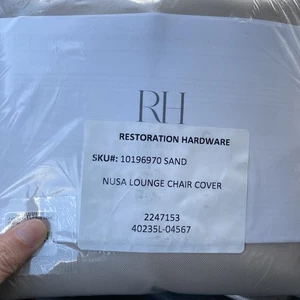 RH
RESTORATION HARDWARE
SKU#: 10196970 SAND
NUSA LOUNGE CHAIR COVER
2247153
40235L-04567